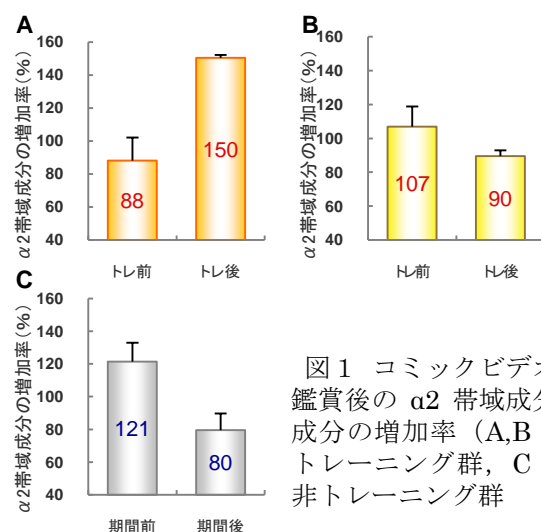 A
α2帯域成分の増加率(%)
160
140
120
100
80
60
40
88
150
トレ前
トレ後
B
α2帯域成分の増加率(%)
160
140
120
100
80
60
40
107
90
トレ前
トレ後
C
α2帯域成分の増加率(%)
160
140
120
100
80
60
40
121
80
期間前
期間後
図1 コミックビデオ
鑑賞後の α2 帯域成分
成分の増加率(A,B
トレーニング群,C
非トレーニング群